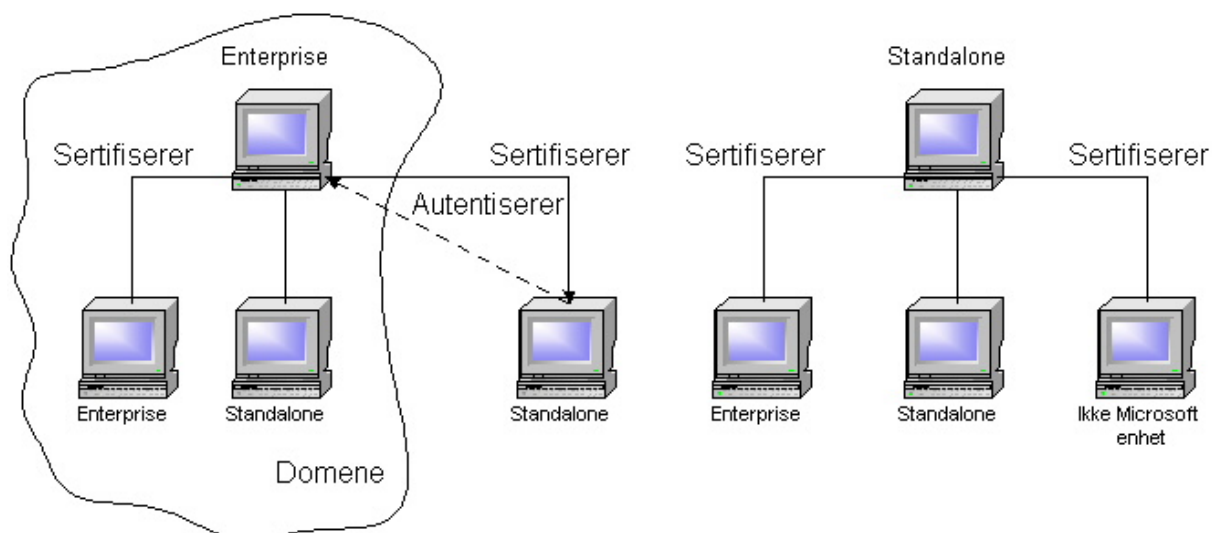 Enterprise
Standalone
Sertifiserer
Sertifiserer
Sertifiserer
Sertifiserer
Autentiserer
Enterprise
Standalone
Standalone
Enterprise
Standalone
Ikke Microsoft
enhet
Domene